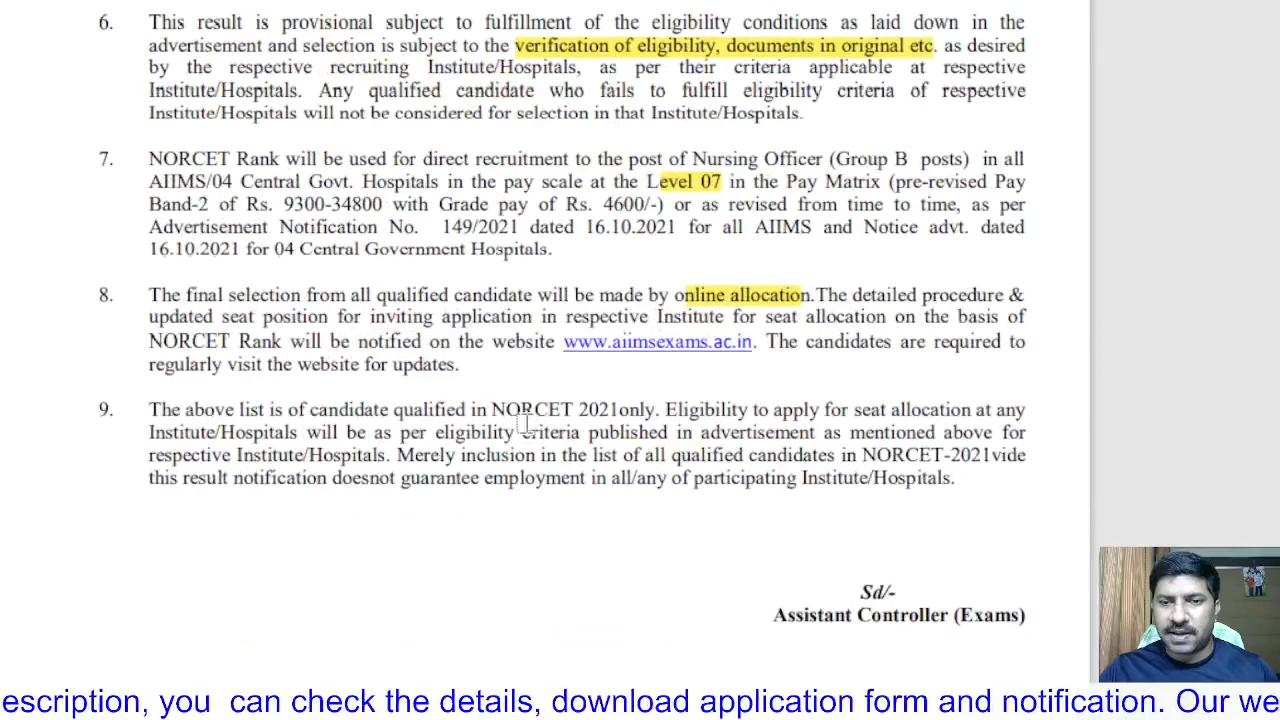 6. This result is provisional subject to fulfillment of the eligibility conditions as laid down in the
advertisement and selection is subject to the verification of eligibility, documents in original etc. as desired
by the respective recruiting Institute/Hospitals, as per their criteria applicable at respective
Institute/Hospitals. Any qualified candidate who fails to fulfill eligibility criteria of respective
Institute/Hospitals will not be considered for selection in that Institute/Hospitals.
7. NORCET Rank will be used for direct recruitment to the post of Nursing Officer (Group B posts) in all
AIIMS/04 Central Govt. Hospitals in the pay scale at the Level 07 in the Pay Matrix (pre-revised Pay
Band-2 of Rs. 9300-34800 with Grade pay of Rs. 4600/-) or as revised from time to time, as per
Advertisement Notification No. 149/2021 dated 16.10.2021 for all AIIMS and Notice advt. dated
16.10.2021 for 04 Central Government Hospitals.
8. The final selection from all qualified candidate will be made by online allocation.The detailed procedure &
updated seat position for inviting application in respective Institute for seat allocation on the basis of
NORCET Rank will be notified on the website www.aiimsexams.ac.in. The candidates are required to
regularly visit the website for updates.
9. The above list is of candidate qualified in NORCET 2021only. Eligibility to apply for seat allocation at any
Institute/Hospitals will be as per eligibility criteria published in advertisement as mentioned above for
respective Institute/Hospitals. Merely inclusion in the list of all qualified candidates in NORCET-2021vide
this result notification doesnot guarantee employment in all/any of participating Institute/Hospitals.
Sd/-
Assistant Controller (Exams)
escription, you can check the details, download application form and notification. Our we